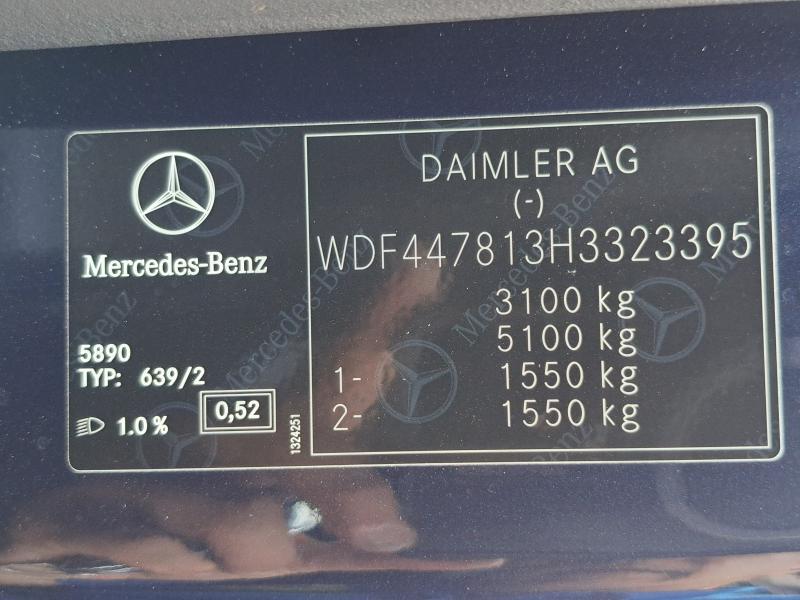 Mercedes-Benz
5890
TYP: 639/2
1.0 %
0,52
1324251
DAIMLER AG
(-)
WDF447813H3323395
3100 kg
5100 kg
1- 1550 kg
2- 1550 kg